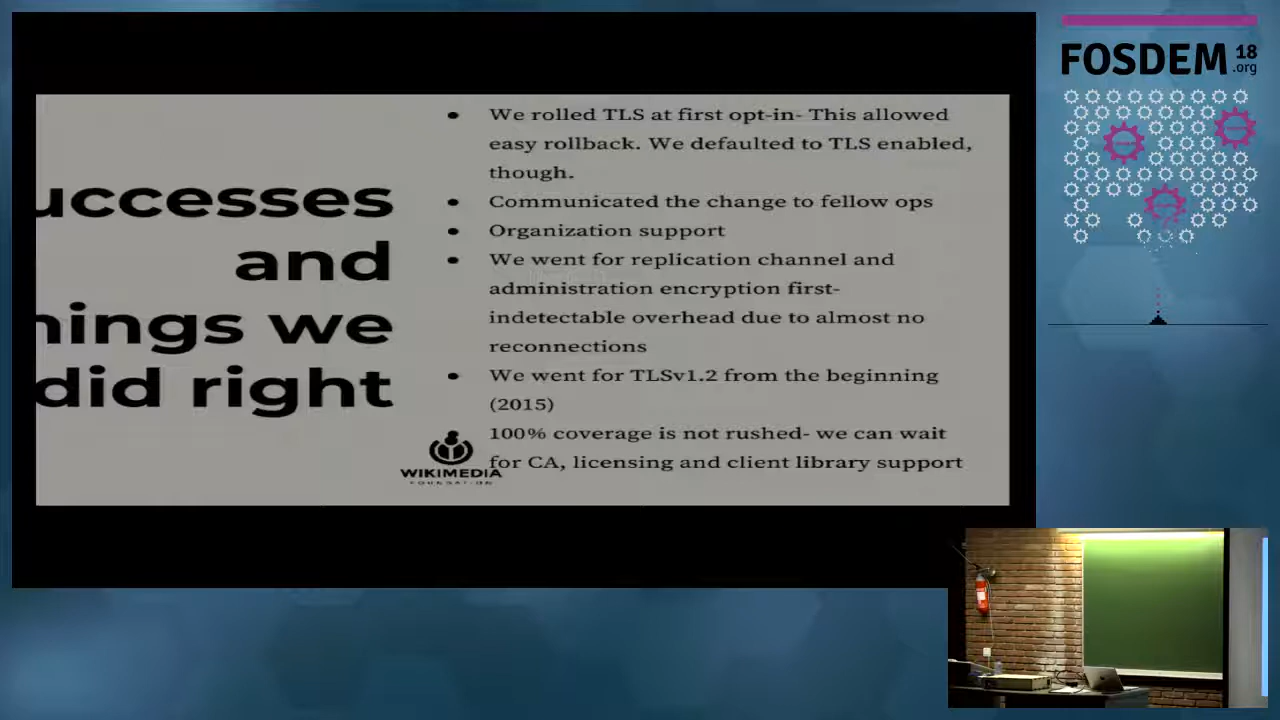 FOSDEM 18
.org
uccesses
and
nings we
did right
We rolled TLS at first opt-in- This allowed
easy rollback. We defaulted to TLS enabled,
though.
Communicated the change to fellow ops
Organization support
We went for replication channel and
administration encryption first-
indetectable overhead due to almost no
reconnections
We went for TLSv1.2 from the beginning
(2015)
100% coverage is not rushed- we can wait
for CA, licensing and client library support
WIKIMEDIA
FOUNDATION